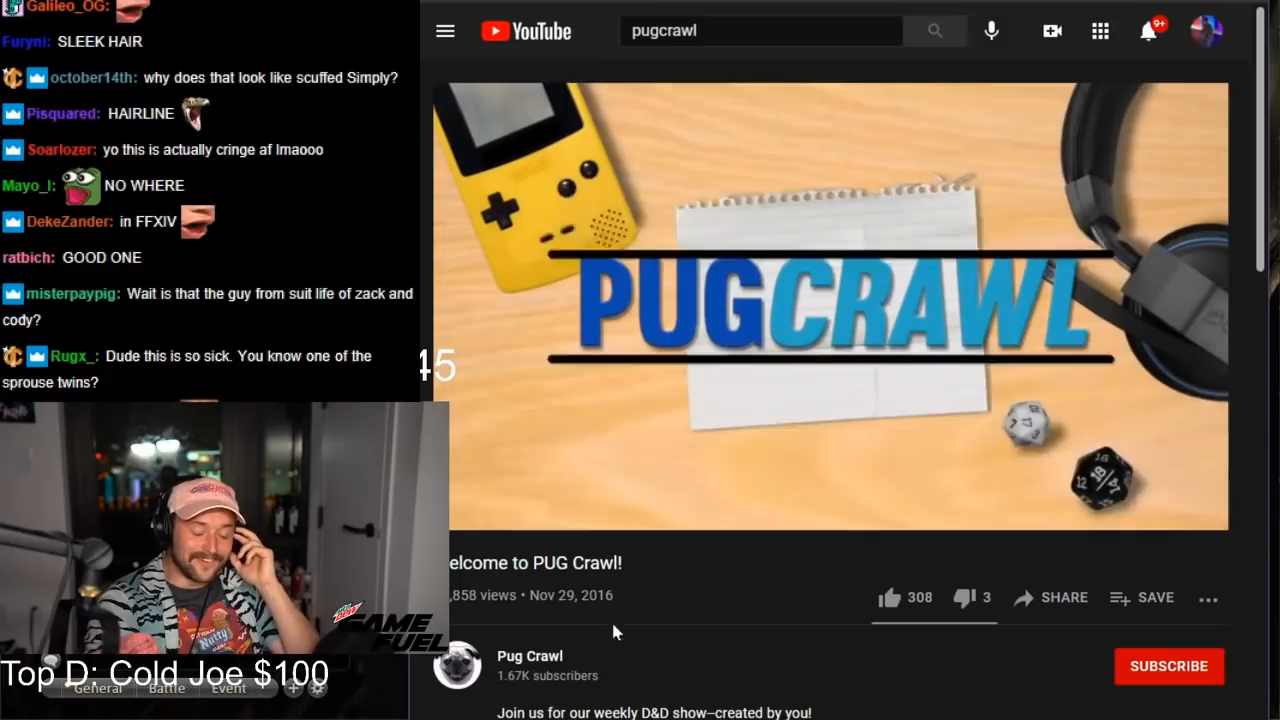 Galileo_OG:
Furyni: SLEEK HAIR
october14th: why does that look like scuffed Simply?
Pisquared: HAIRLINE
Soarlozer: yo this is actually cringe af lmaooo
Mayo_l: NO WHERE
DekeZander: in FFXIV
ratbich: GOOD ONE
misterpaypig: Wait is that the guy from suit life of zack and
cody?
Rugx_: Dude this is so sick. You know one of the
sprouse twins?
45
YouTube
pugcrawl
9+
PUGCRAWL
elcome to PUG Crawl!
,858 views • Nov 29, 2016
308
3
SHARE
SAVE
Pug Crawl
1.67K subscribers
SUBSCRIBE
Join us for our weekly D&D show–created by you!
Nutty
MTN DEW
GAME
FUEL
Top D: Cold Joe $100
General
Battle
Event